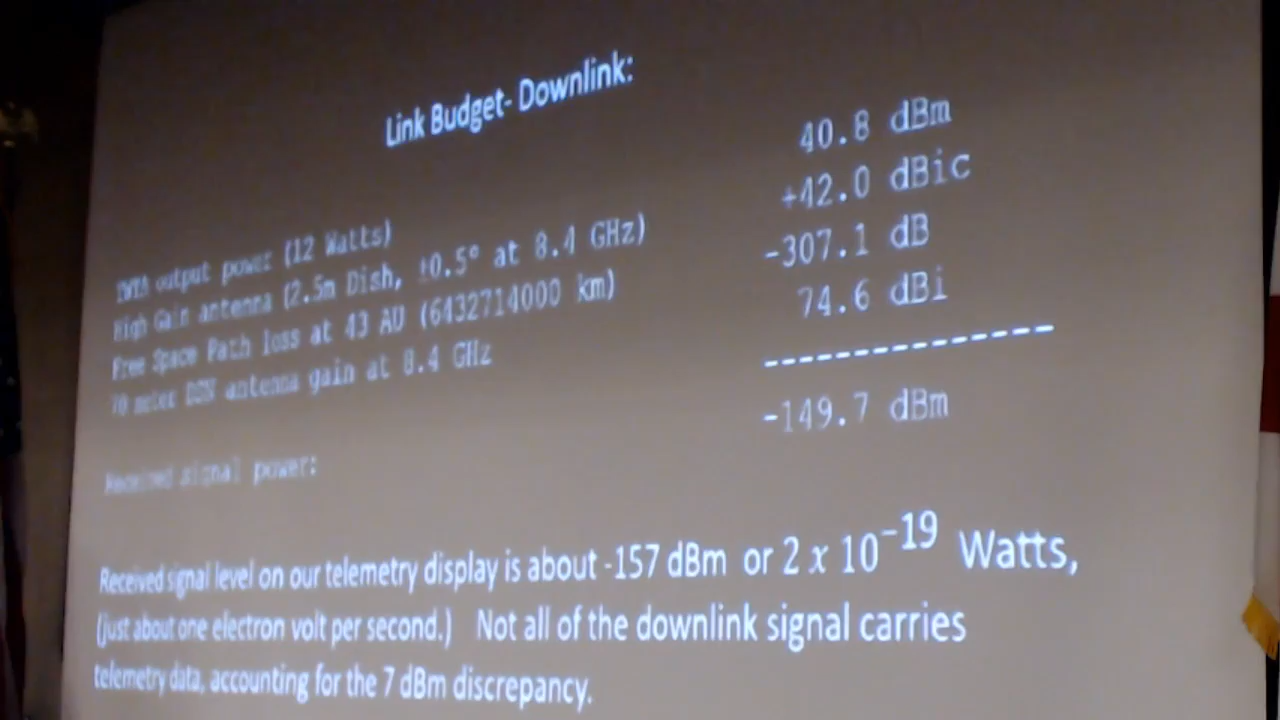 Link Budget- Downlink:
TWTA output power (12 Watts) 40.8 dBm
High Gain antenna (2.5m Dish, ±0.5° at 8.4 GHz) +42.0 dBic
Free Space Path loss at 43 AU (6432714000 km) -307.1 dB
70 meter DSN antenna gain at 8.4 GHz 74.6 dBi
---------------
Received signal power: -149.7 dBm
Received signal level on our telemetry display is about -157 dBm or 2 x 10⁻¹⁹ Watts,
(just about one electron volt per second.) Not all of the downlink signal carries
telemetry data, accounting for the 7 dBm discrepancy.